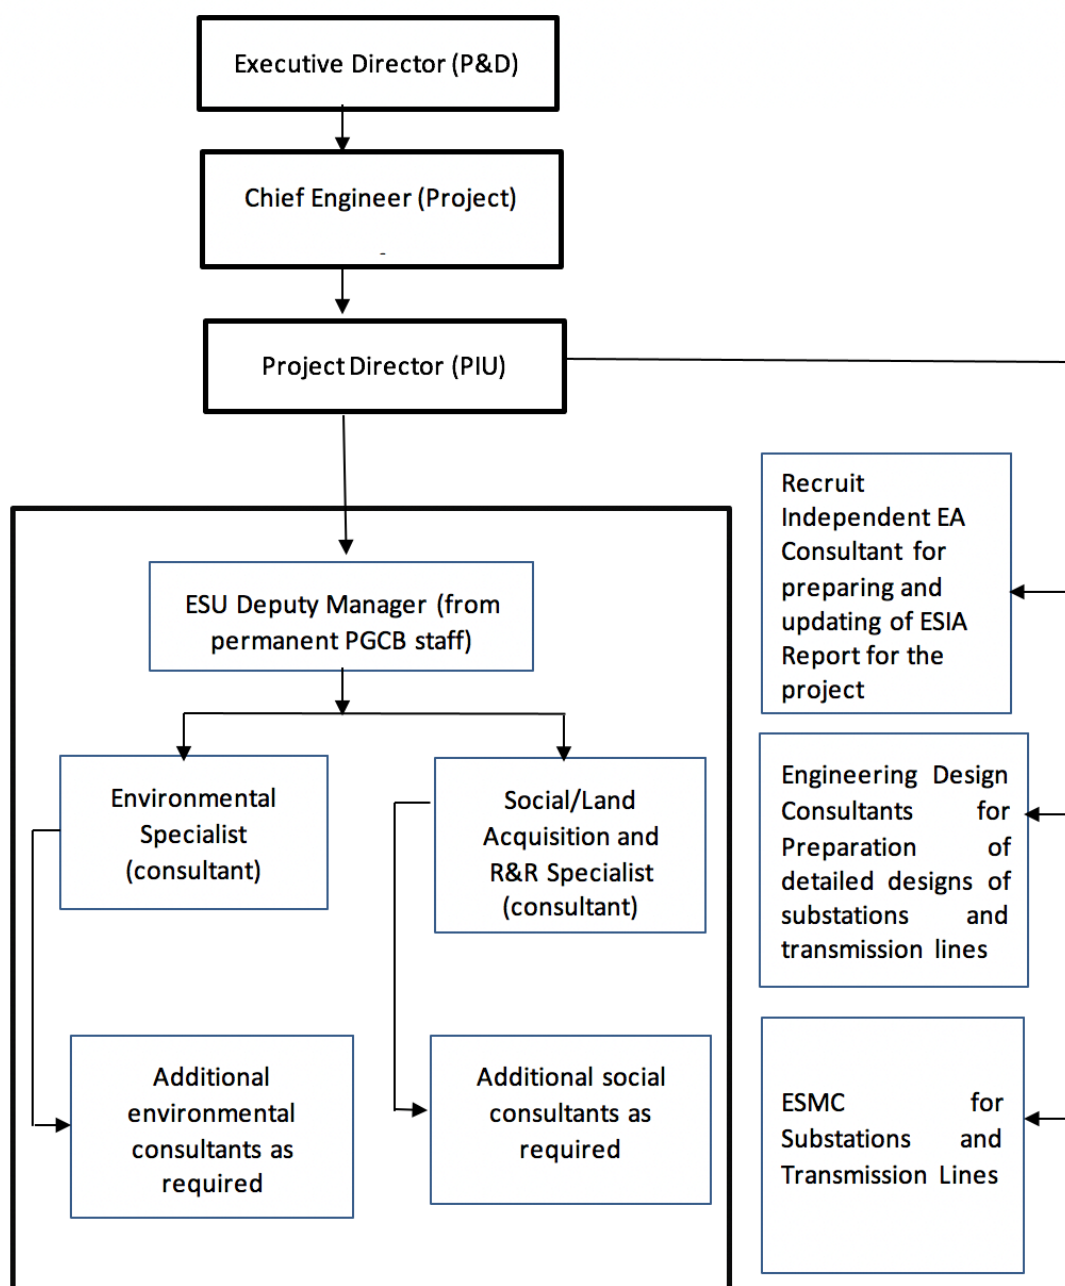 Executive Director (P&D)
Chief Engineer (Project)
-
Project Director (PIU)
Recruit
Independent EA
Consultant for
preparing and
updating of ESIA
Report for the
project
ESU Deputy Manager (from
permanent PGCB staff)
Environmental
Specialist
(consultant)
Social/Land
Acquisition and
R&R Specialist
(consultant)
Engineering Design
Consultants for
Preparation of
detailed designs of
substations and
transmission lines
Additional
environmental
consultants as
required
Additional social
consultants as
required
ESMC for
Substations and
Transmission Lines